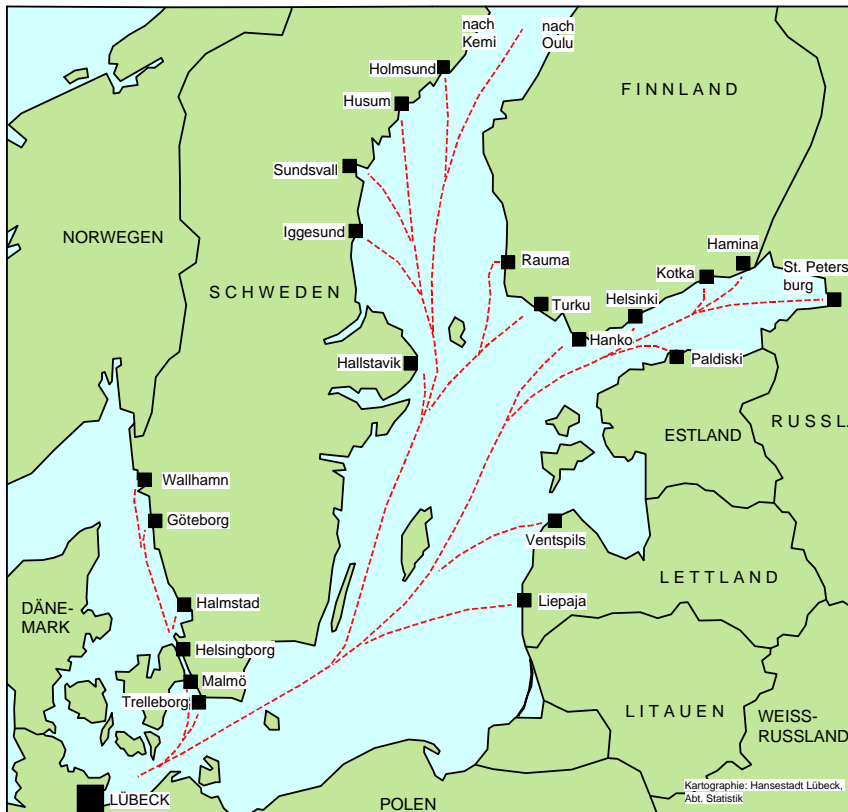 nach
Kemi
nach
Oulu
Holmsund
Husum
FINNLAND
Sundsvall
Iggesund
NORWEGEN
SCHWEDEN
Rauma
Hamina
Kotka
St. Peters
burg
Turku
Helsinki
Hanko
Paldiski
Hallstavik
ESTLAND
RUSSL
Wallhamn
Göteborg
Ventspils
LETTLAND
DÄNE-
MARK
Halmstad
Liepaja
Helsingborg
Malmö
Trelleborg
LITAUEN
WEISS-
RUSSLAND
LÜBECK
POLEN
Kartographie: Hansestadt Lübeck,
Abt. Statistik